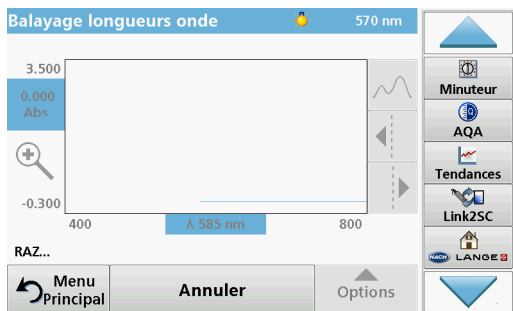 Balayage longueurs onde 570 nm
3.500
0.000
Ab<
-0.300
400 λ 585 nm 800
RAZ...
Menu
Principal
Annuler
Options
Minuteur
AQA
Tendances
Link2SC
HACH LANGE